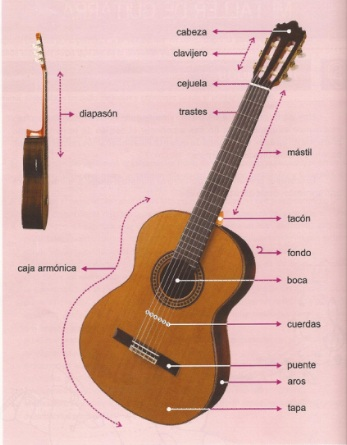 cabeza
clavijero
cejuela
trastes
diapasón
mástil
tacón
fondo
caja armónica
boca
cuerdas
puente
aros
tapa